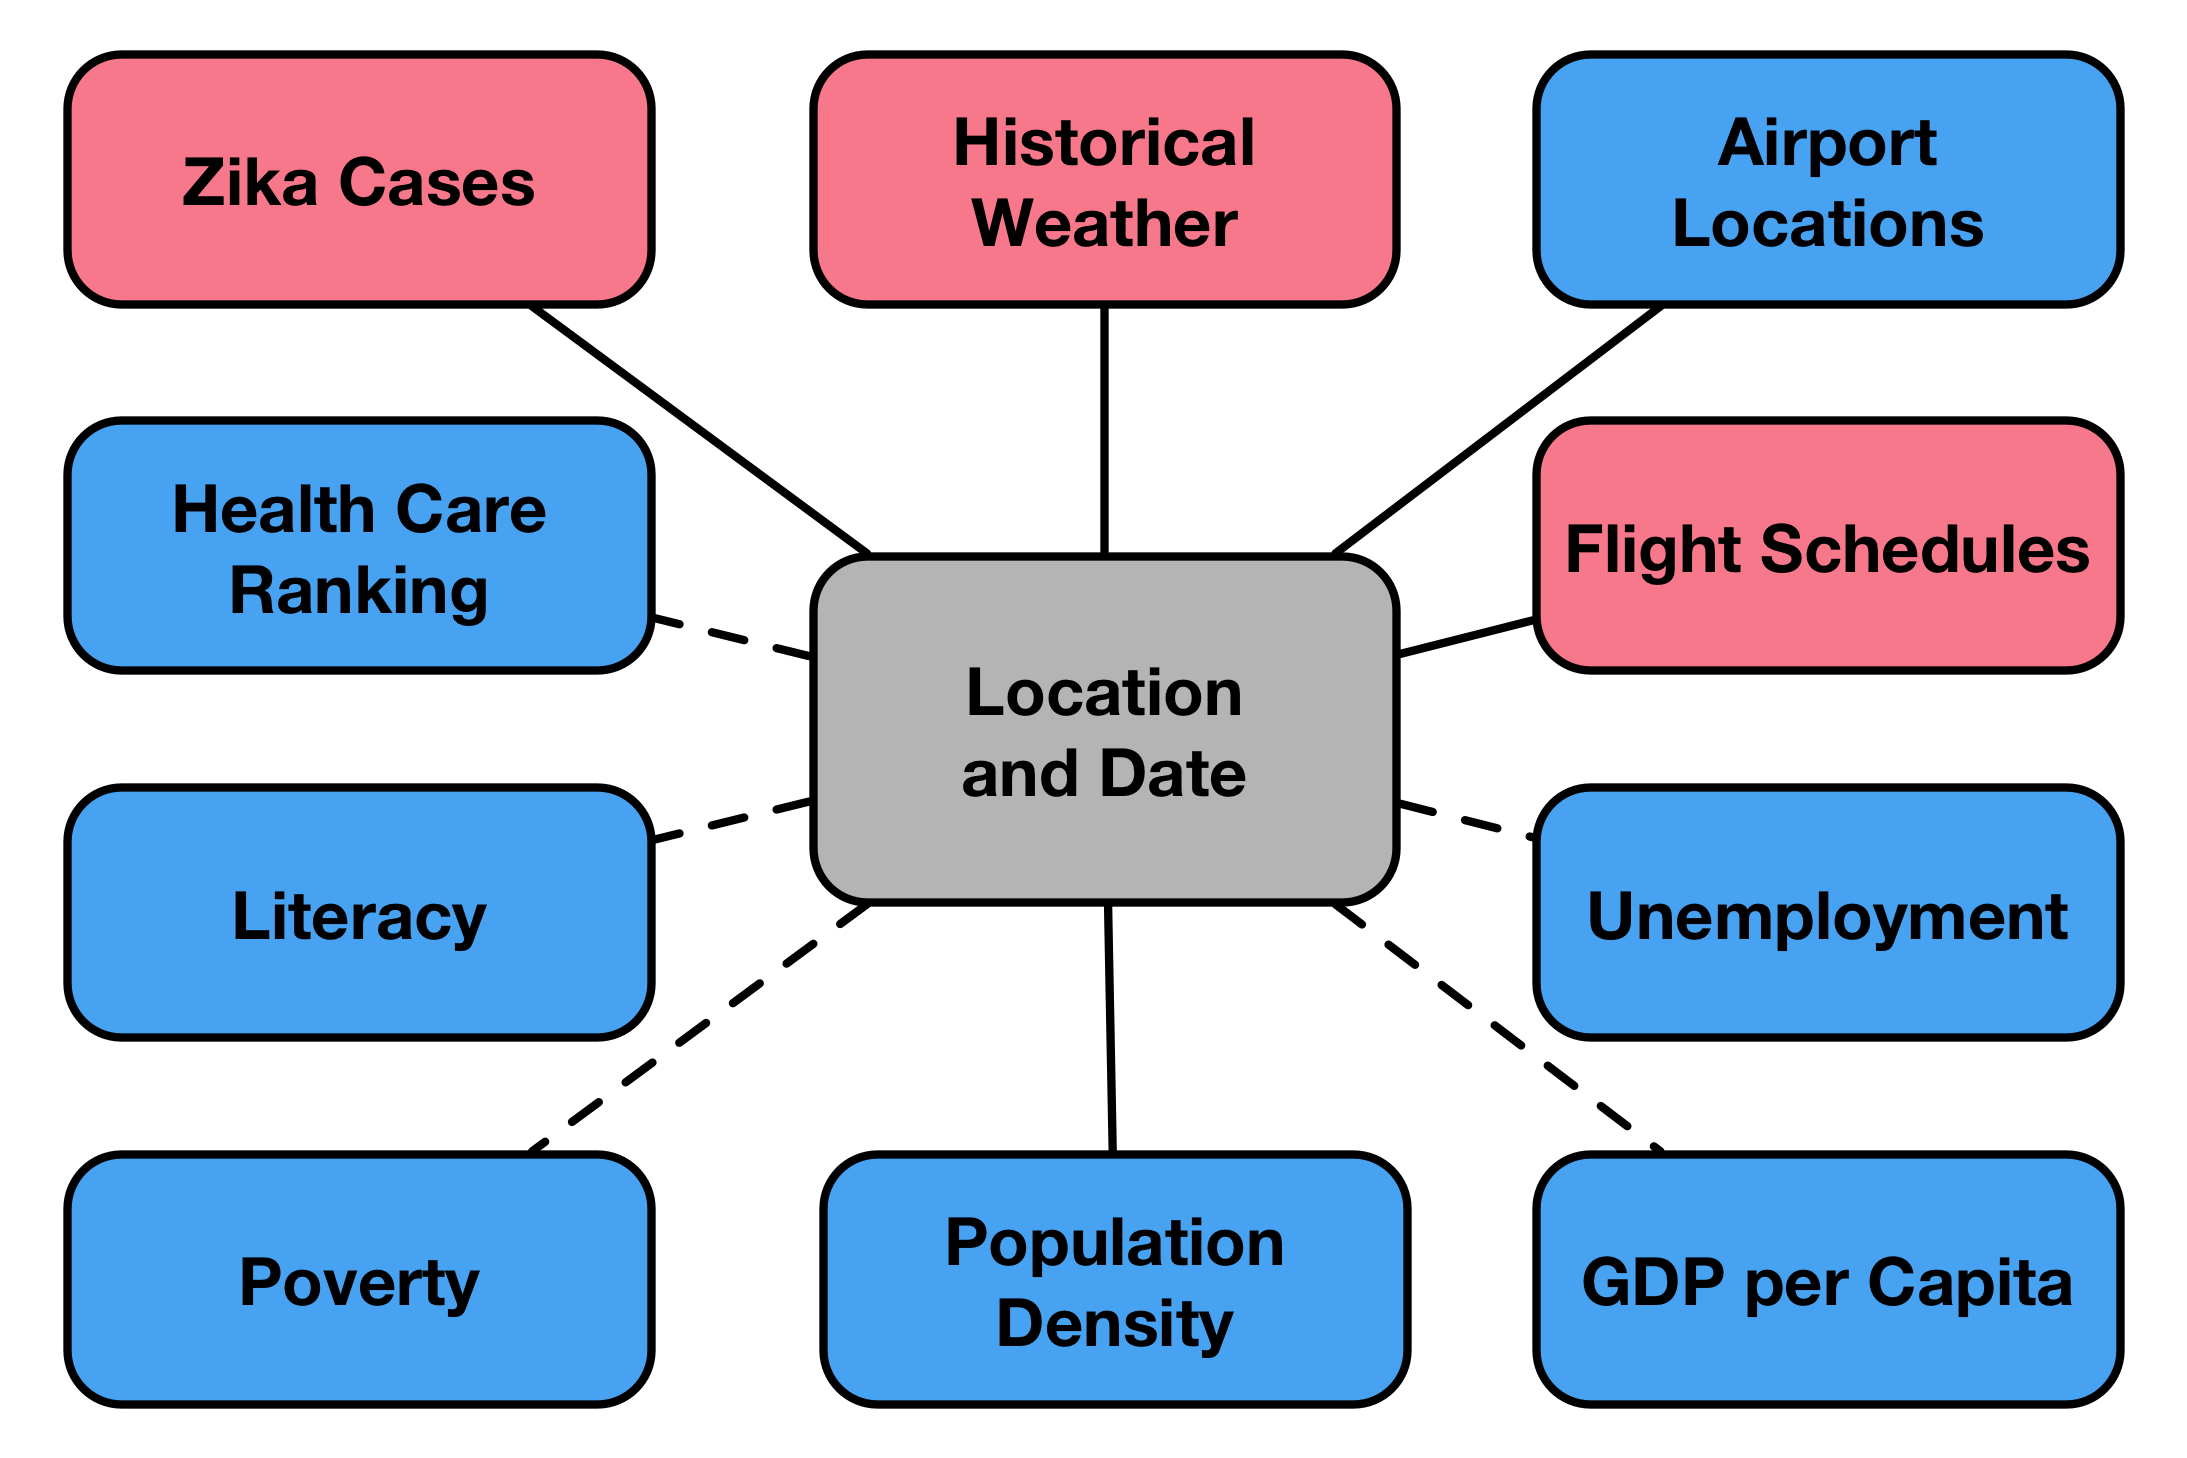 Zika Cases
Historical
Weather
Airport
Locations
Health Care
Ranking
Flight Schedules
Location
and Date
Literacy
Unemployment
Poverty
Population
Density
GDP per Capita